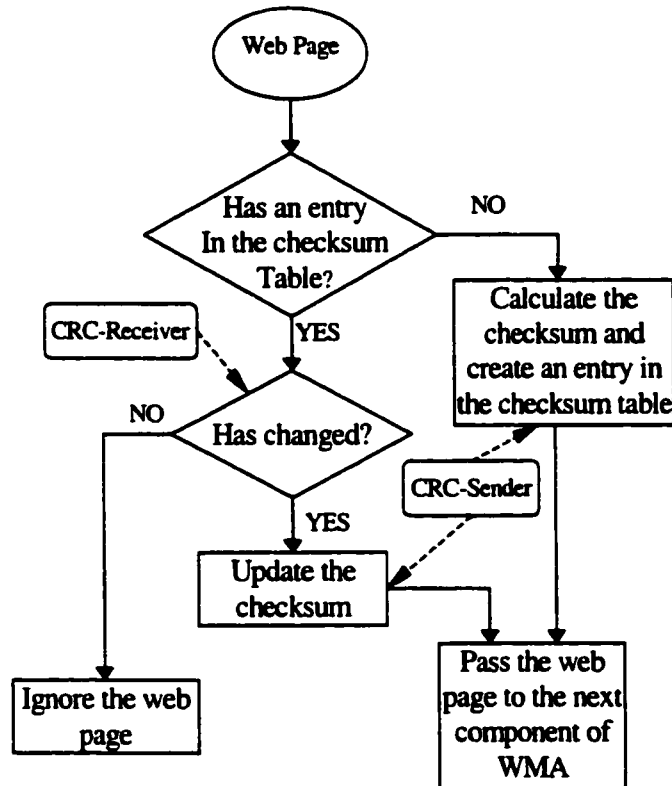 Web Page
Has an entry
In the checksum
Table?
NO
Calculate the
checksum and
create an entry in
the checksum table
CRC-Receiver
YES
NO
Has changed?
CRC-Sender
YES
Update the
checksum
Ignore the web
page
Pass the web
page to the next
component of
WMA